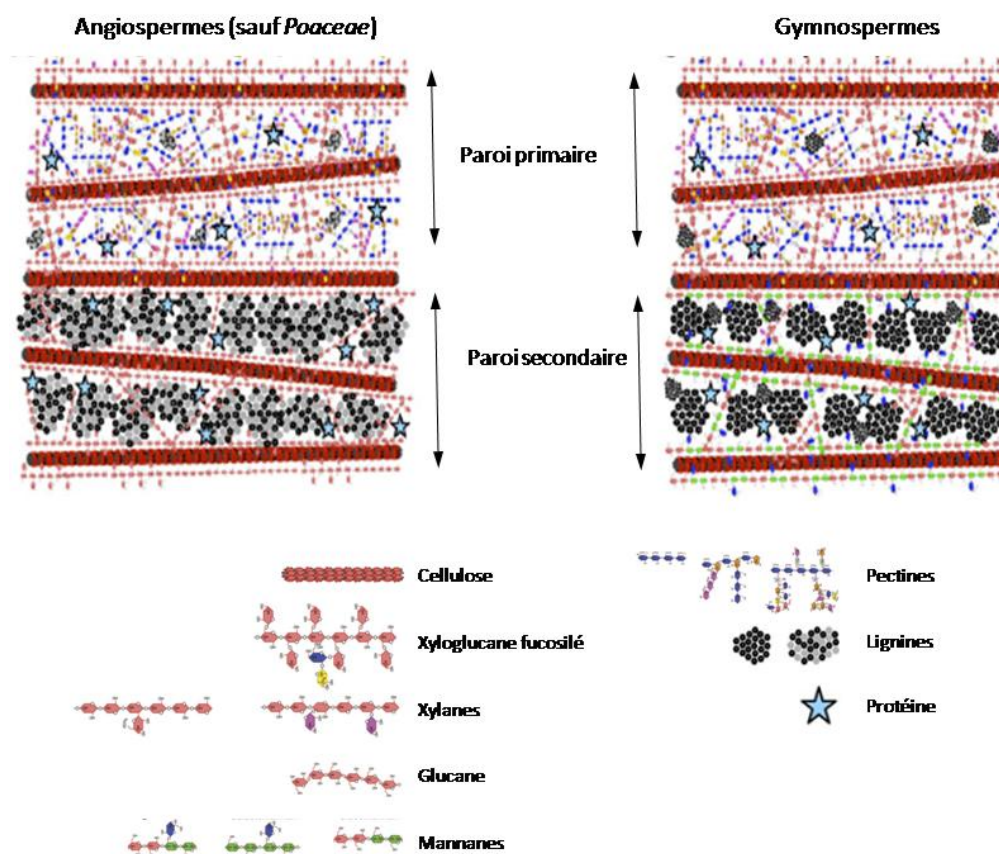 Angiospermes (sauf Poaceae)
Gymnospermes
Paroi primaire
Paroi secondaire
Cellulose
Xyloglucane fucosilé
Xylanes
Glucane
Mannanes
Pectines
Lignines
Protéine